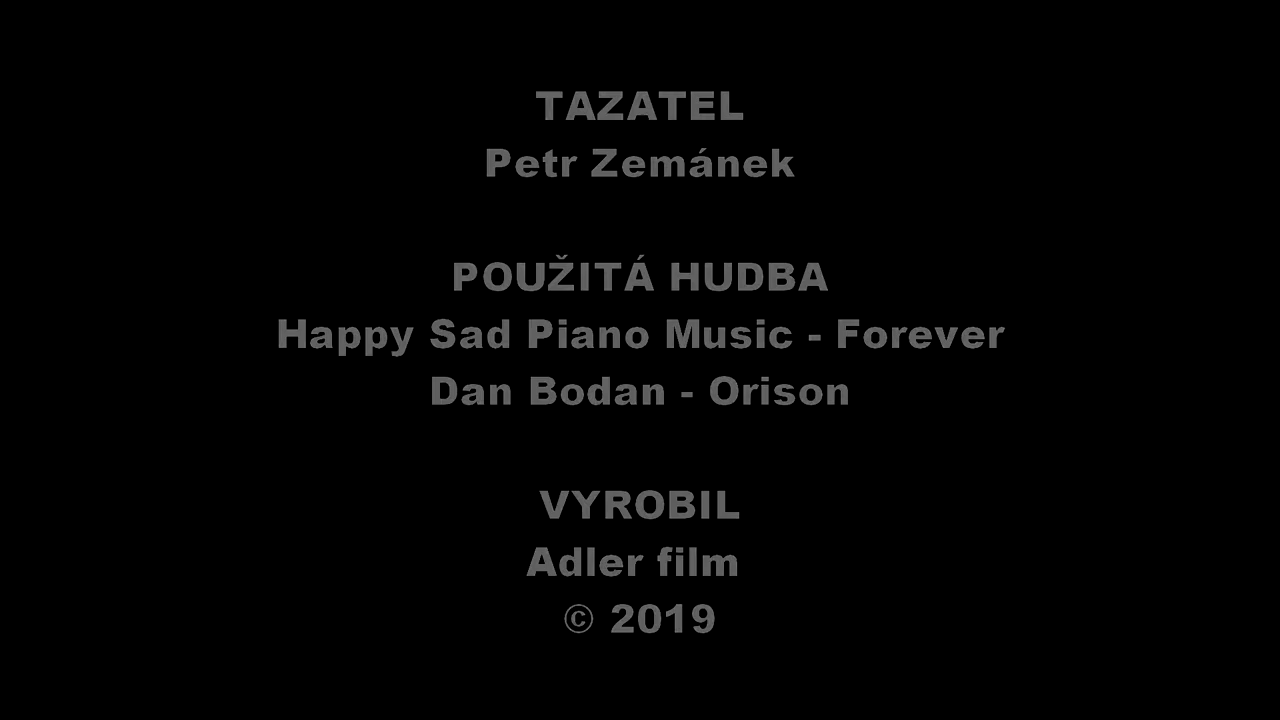 TAZATEL
Petr Zemánek
POUŽITÁ HUDBA
Happy Sad Piano Music - Forever
Dan Bodan - Orison
VYROBIL
Adler film
© 2019